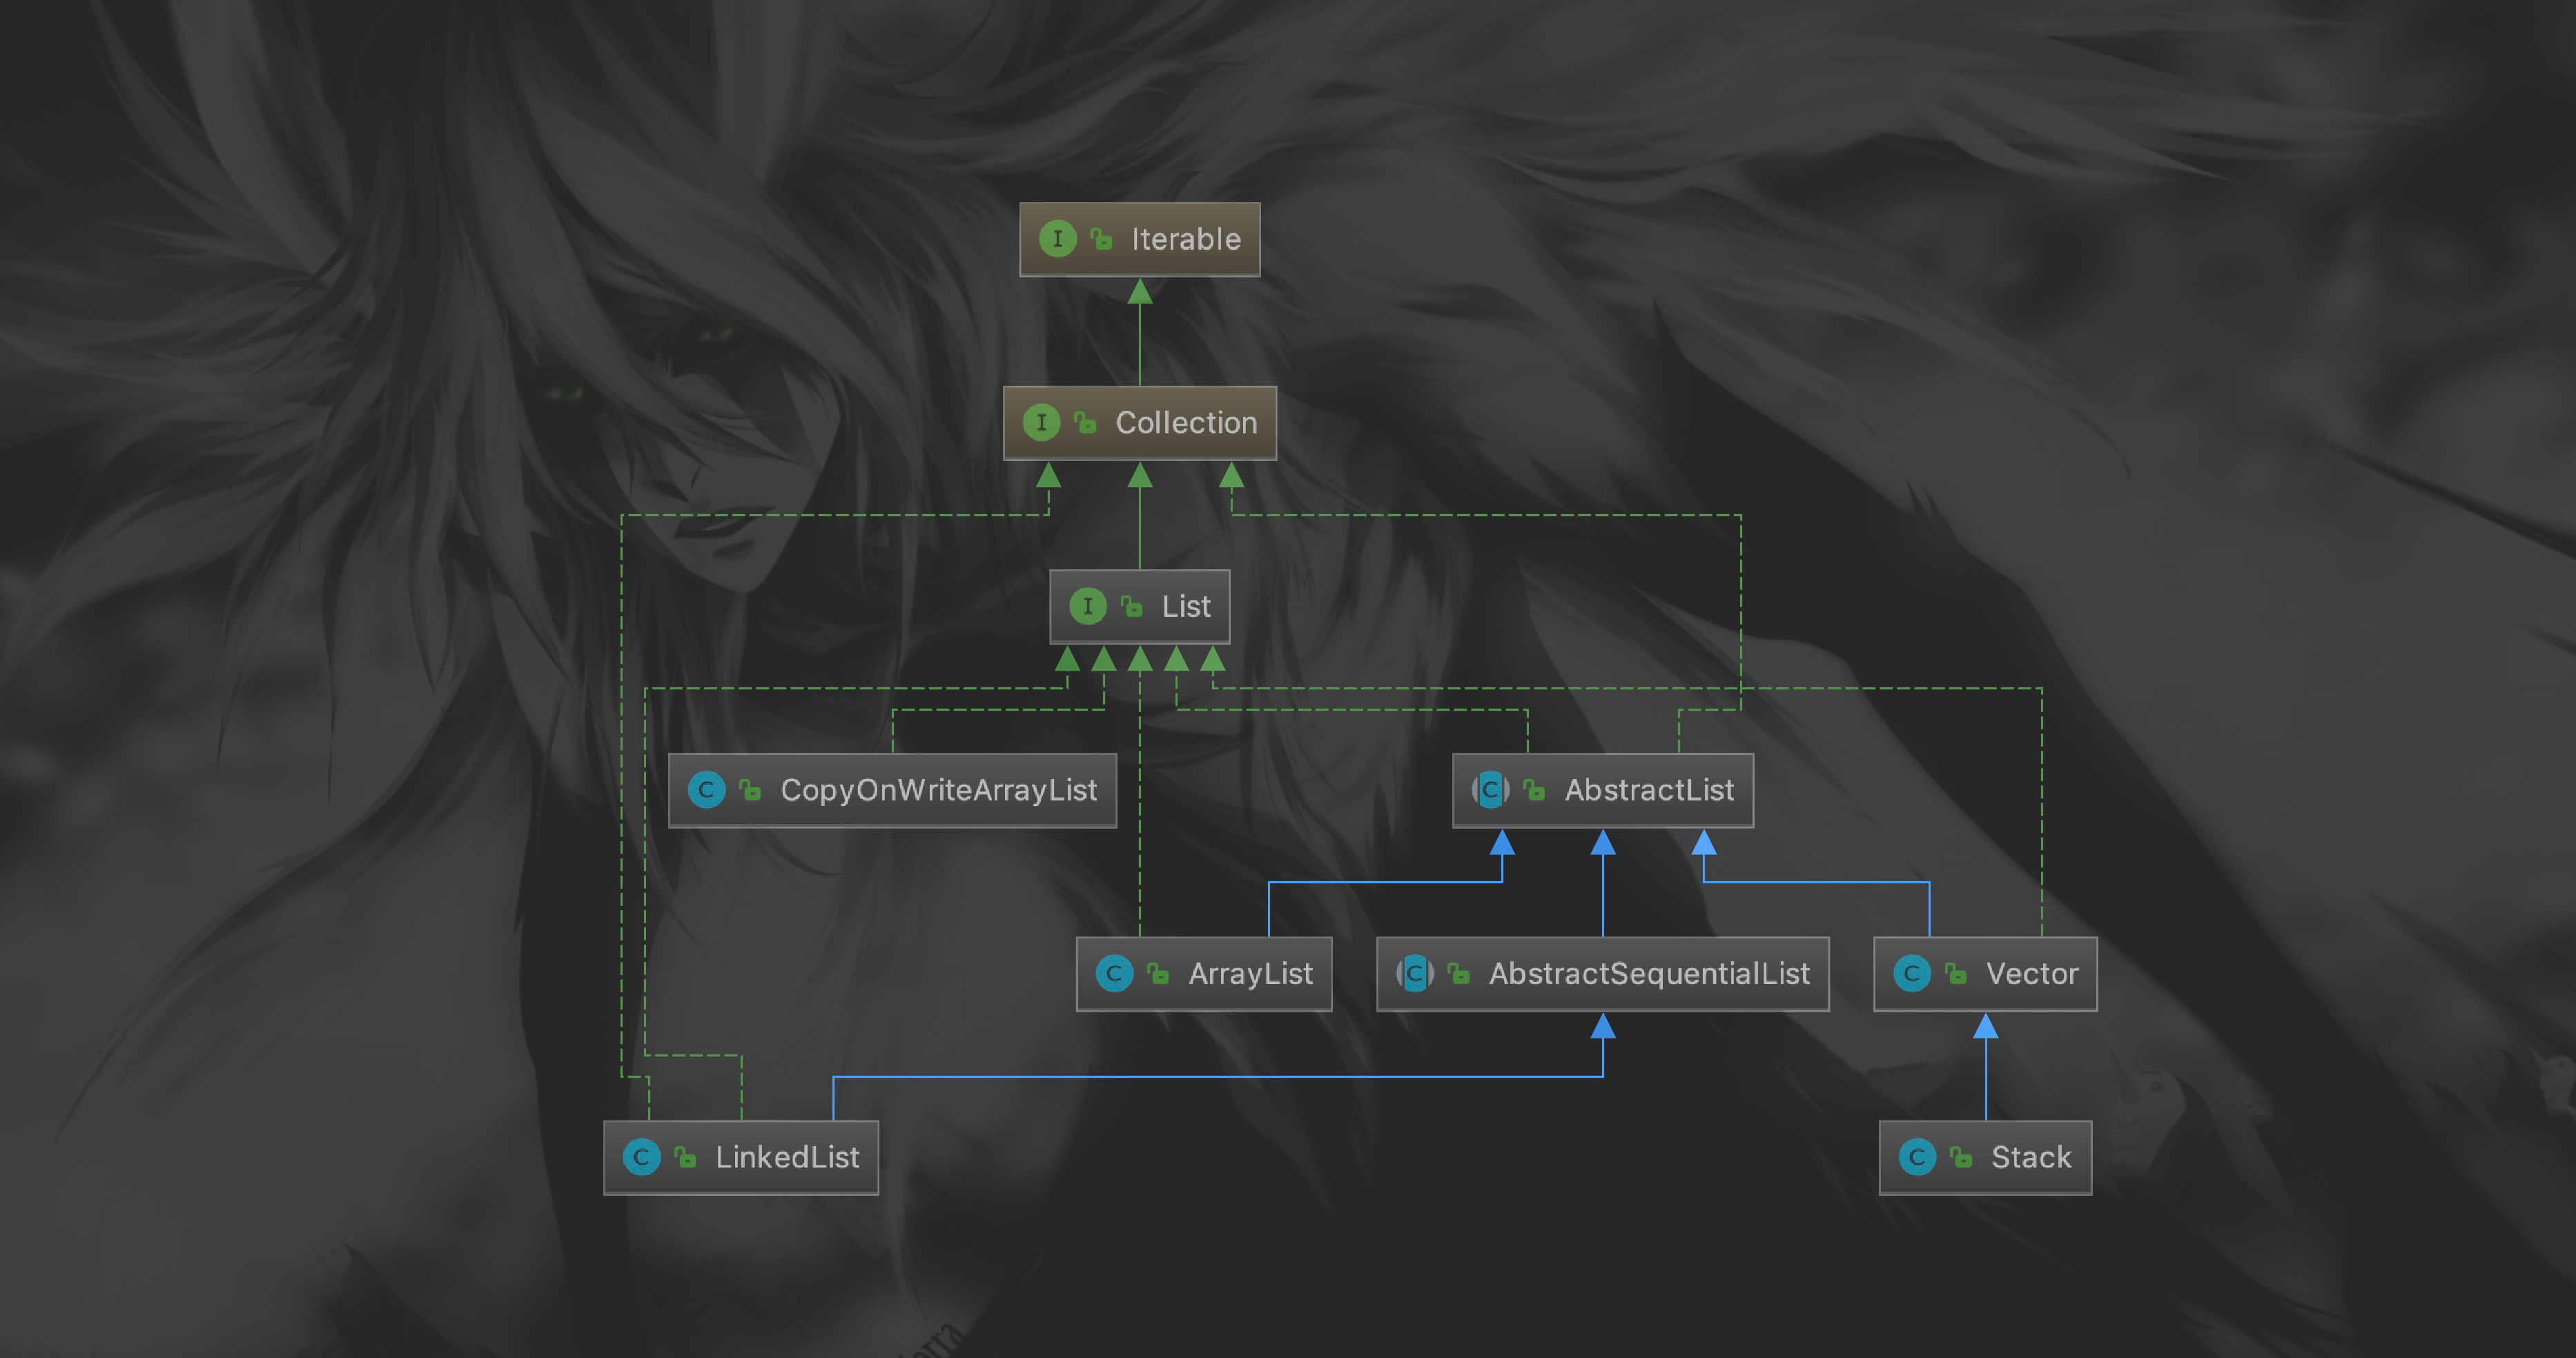 I Iterable
I Collection
I List
C CopyOnWriteArrayList
C AbstractList
C ArrayList
C AbstractSequentialList
C Vector
C LinkedList
C Stack